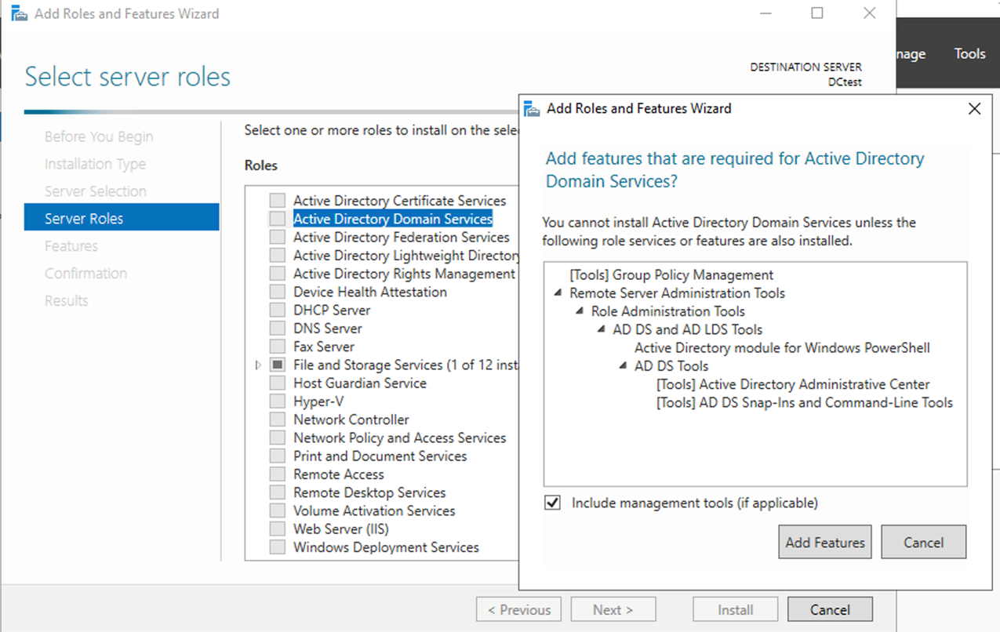 Add Roles and Features Wizard
Select server roles
DESTINATION SERVER
DCtest
Before You Begin
Installation Type
Server Selection
Server Roles
Features
Confirmation
Results
Select one or more roles to install on the sele
Roles
Active Directory Certificate Services
Active Directory Domain Services
Active Directory Federation Services
Active Directory Lightweight Directory
Active Directory Rights Management
Device Health Attestation
DHCP Server
DNS Server
Fax Server
File and Storage Services (1 of 12 inst
Host Guardian Service
Hyper-V
Network Controller
Network Policy and Access Services
Print and Document Services
Remote Access
Remote Desktop Services
Volume Activation Services
Web Server (IIS)
Windows Deployment Services
< Previous
Next >
Install
Cancel
nage
Tools
Add Roles and Features Wizard
Add features that are required for Active Directory
Domain Services?
You cannot install Active Directory Domain Services unless the
following role services or features are also installed.
[Tools] Group Policy Management
Remote Server Administration Tools
Role Administration Tools
AD DS and AD LDS Tools
Active Directory module for Windows PowerShell
AD DS Tools
[Tools] Active Directory Administrative Center
[Tools] AD DS Snap-Ins and Command-Line Tools
Include management tools (if applicable)
Add Features
Cancel